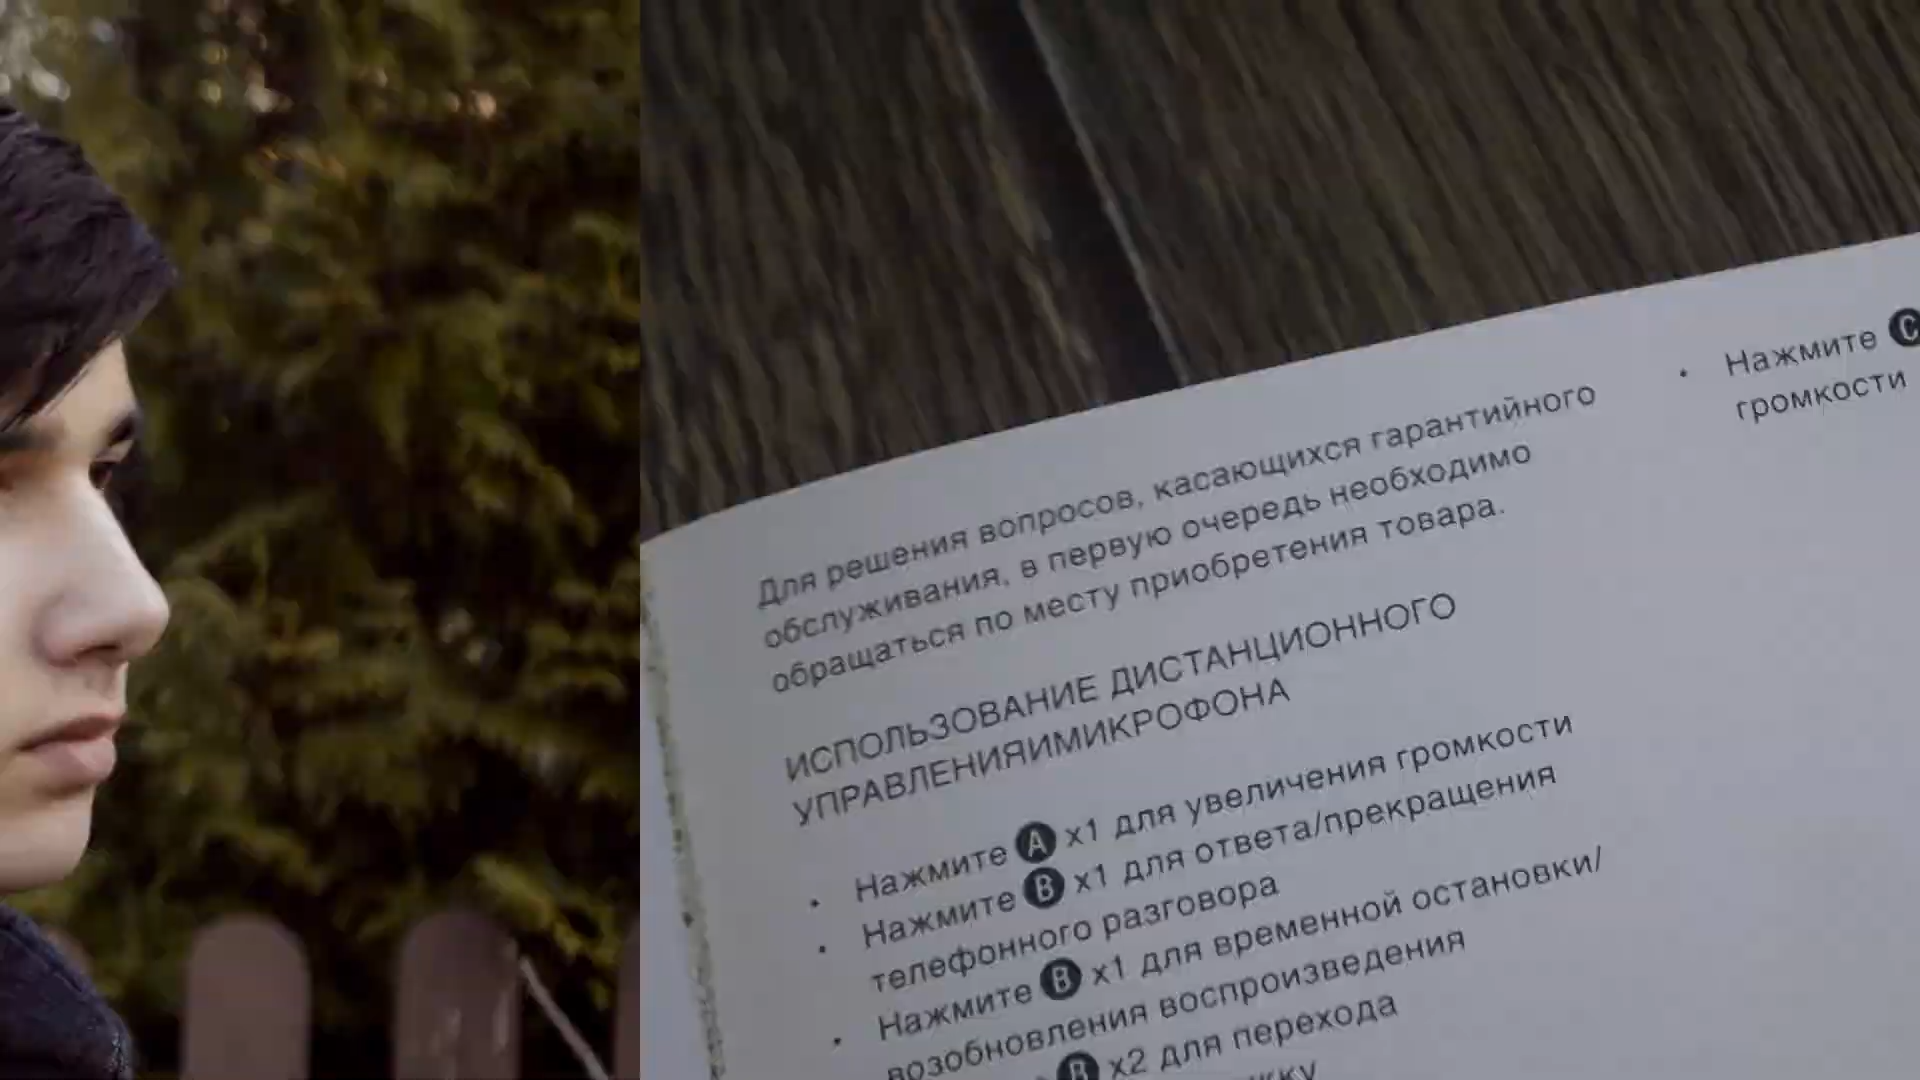 Для решения вопросов, касающихся гарантийного
обслуживания, в первую очередь необходимо
обращаться по месту приобретения товара.
ИСПОЛЬЗОВАНИЕ ДИСТАНЦИОННОГО
УПРАВЛЕНИЯИМИКРОФОНА
• Нажмите A x1 для увеличения громкости
• Нажмите B x1 для ответа/прекращения
телефонного разговора
• Нажмите B x1 для временной остановки/
возобновления воспроизведения
B x2 для перехода
• Нажмите C
громкости